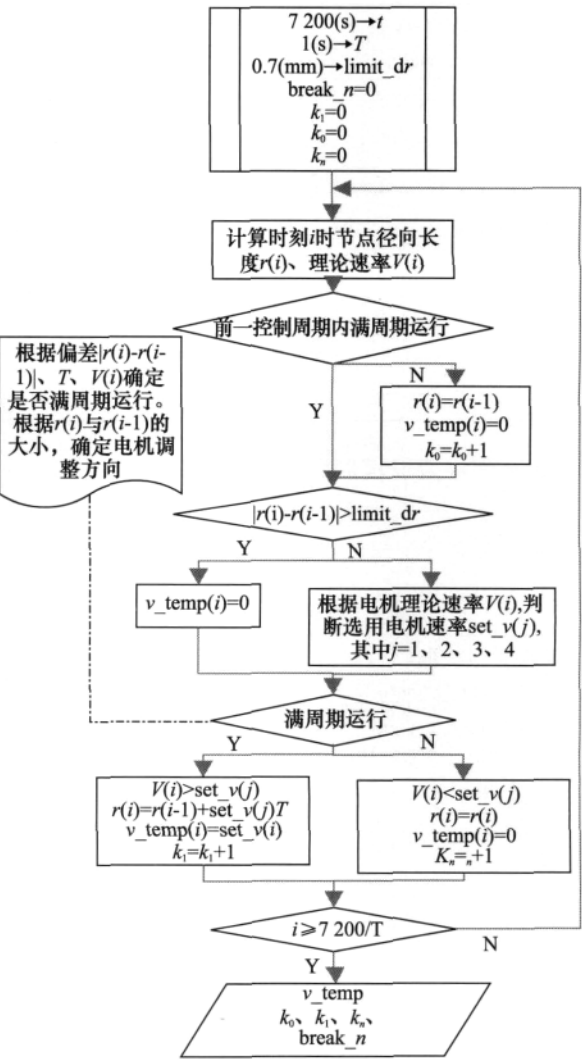 7 200(s)→t
1(s)→T
0.7(mm)→limit_dr
break_n=0
k₁=0
k₀=0
kₙ=0
计算时刻i时节点径向长
度r(i)、理论速率V(i)
前一控制周期内满周期运行
根据偏差|r(i)-r(i-
1)|、T、V(i)确定
是否满周期运行。
根据r(i)与r(i-1)的
大小，确定电机调
整方向
N
r(i)=r(i-1)
v_temp(i)=0
k₀=k₀+1
Y
|r(i)-r(i-1)|>limit_dr
Y
N
v_temp(i)=0
根据电机理论速率V(i),判
断选用电机速率set_v(j),
其中j=1、2、3、4
满周期运行
Y
N
V(i)>set_v(j)
r(i)=r(i-1)+set_v(j)T
v_temp(i)=set_v(i)
k₁=k₁+1
V(i)<set_v(j)
r(i)=r(i)
v_temp(i)=0
Kₙ=ₙ+1
i⩾7 200/T
N
Y
v_temp
k₀、k₁、kₙ、
break_n